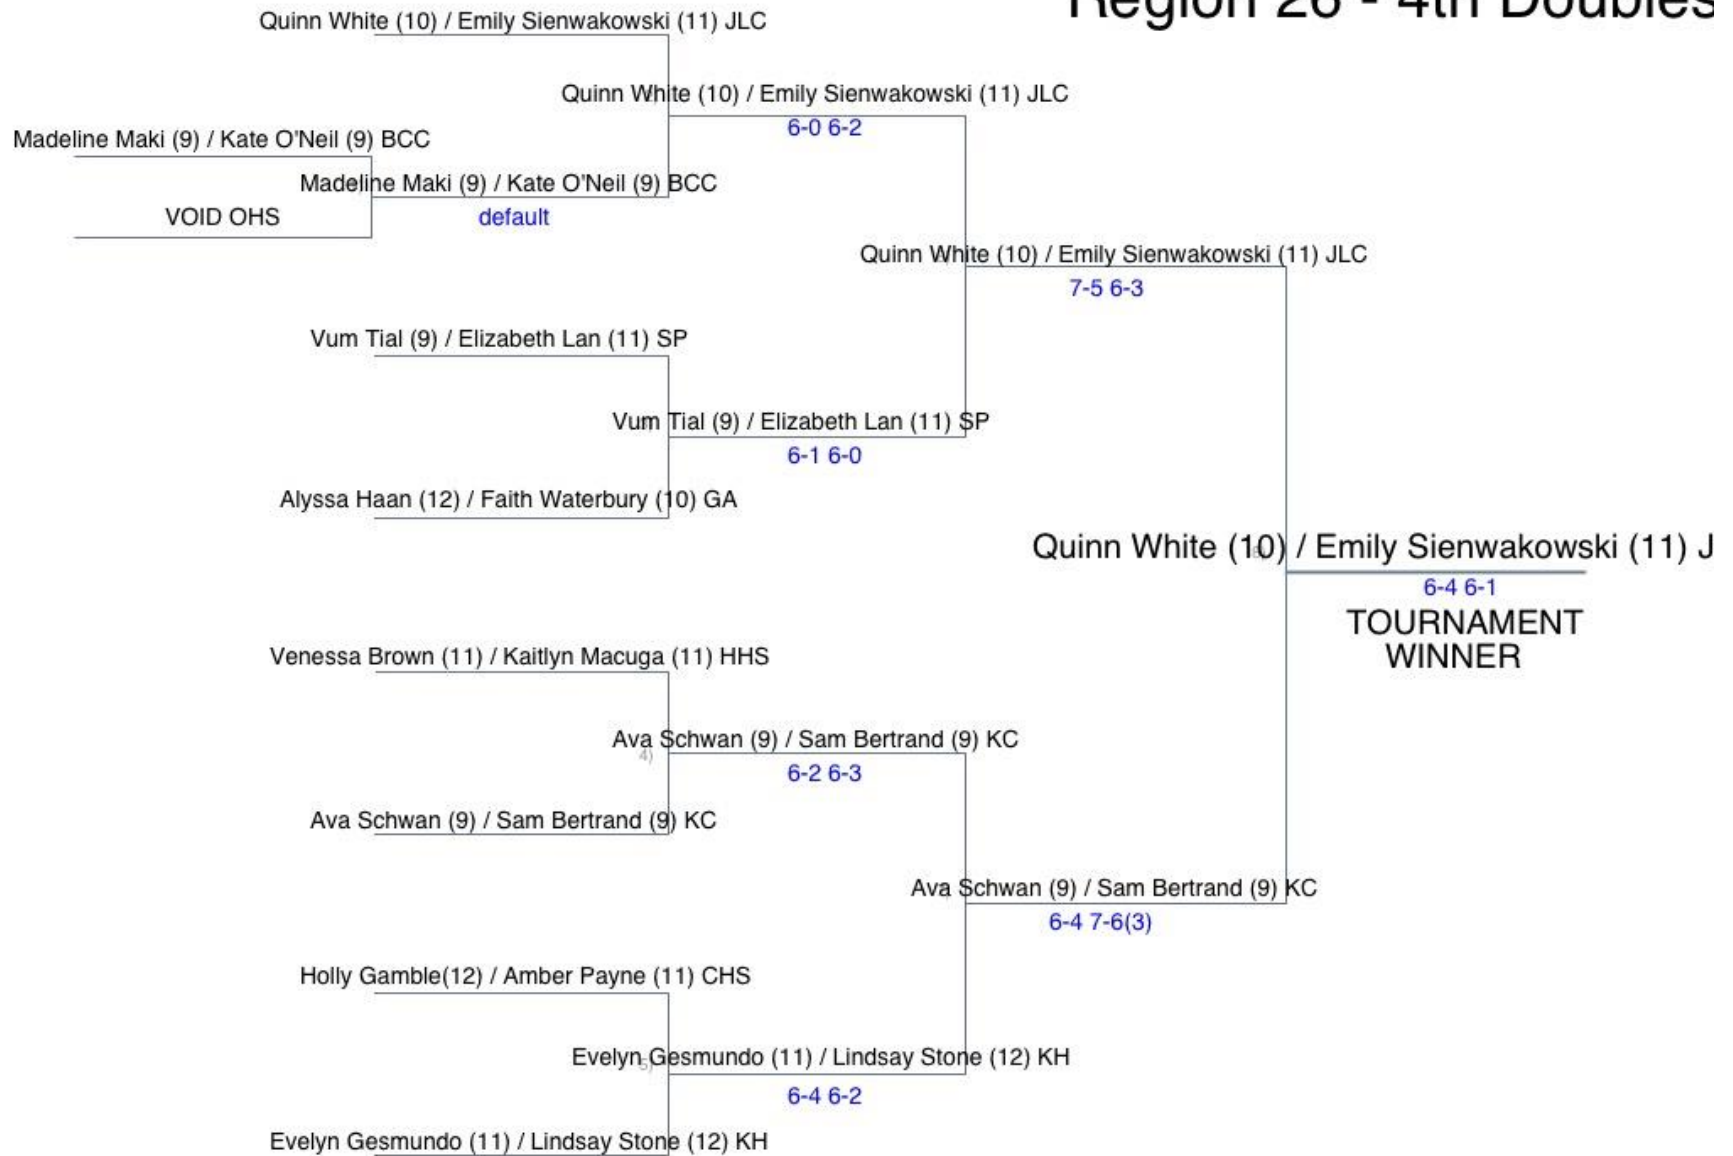 Region 26 - 4th Doubles
Quinn White (10) / Emily Sienwakowski (11) JLC
Quinn White (10) / Emily Sienwakowski (11) JLC
6-0 6-2
Madeline Maki (9) / Kate O'Neil (9) BCC
Madeline Maki (9) / Kate O'Neil (9) BCC
VOID OHS
default
Quinn White (10) / Emily Sienwakowski (11) JLC
7-5 6-3
Vum Tial (9) / Elizabeth Lan (11) SP
Vum Tial (9) / Elizabeth Lan (11) SP
6-1 6-0
Alyssa Haan (12) / Faith Waterbury (10) GA
Quinn White (10) / Emily Sienwakowski (11) J
6-4 6-1
TOURNAMENT
WINNER
Venessa Brown (11) / Kaitlyn Macuga (11) HHS
Ava Schwan (9) / Sam Bertrand (9) KC
4)
6-2 6-3
Ava Schwan (9) / Sam Bertrand (9) KC
Ava Schwan (9) / Sam Bertrand (9) KC
6-4 7-6(3)
Holly Gamble(12) / Amber Payne (11) CHS
Evelyn Gesmundo (11) / Lindsay Stone (12) KH
5)
6-4 6-2
Evelyn Gesmundo (11) / Lindsay Stone (12) KH